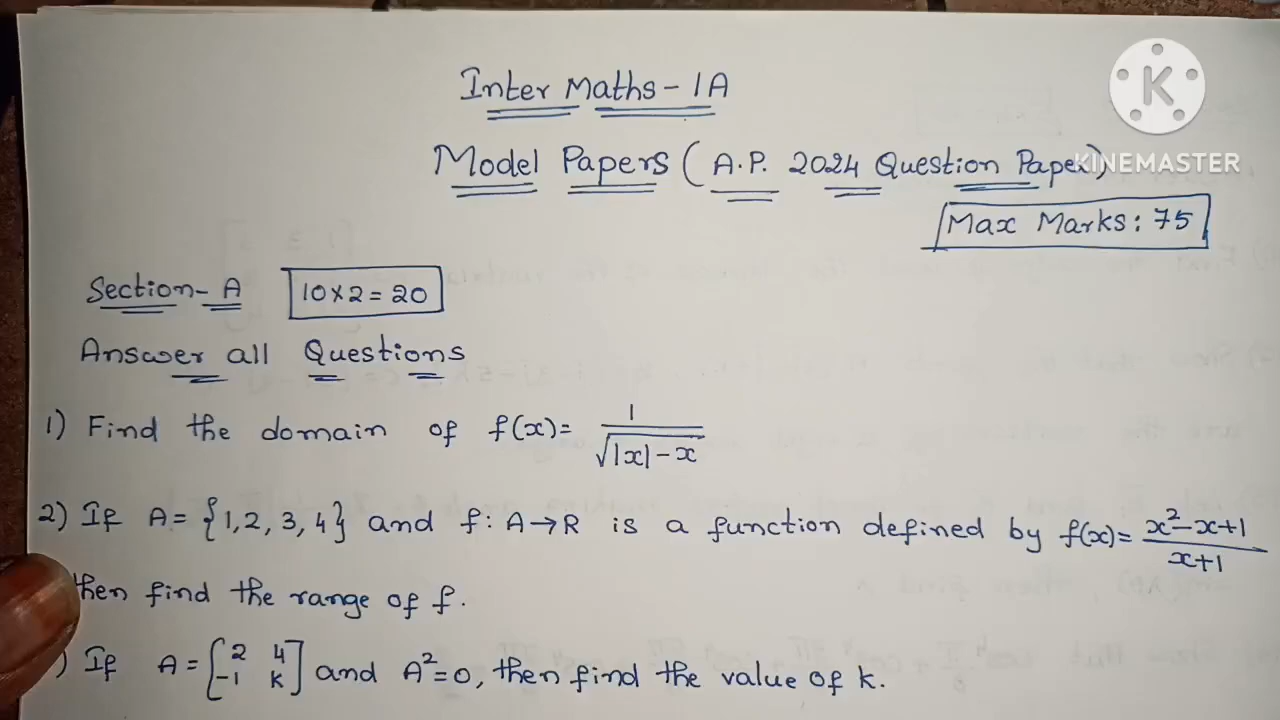 Inter Maths-IA
Model Papers (A.P. 2024 Question Paper)
KINEMASTER
Max Marks: 75
Section-A 10×2=20
Answer all Questions
1) Find the domain of f(x)= 1/√|x|-x
2) If A={1,2,3,4} and f:A→R is a function defined by f(x)= x²-x+1/x+1
then find the range of f.
) If A=[2 4 -1 k] and A²=0, then find the value of k.